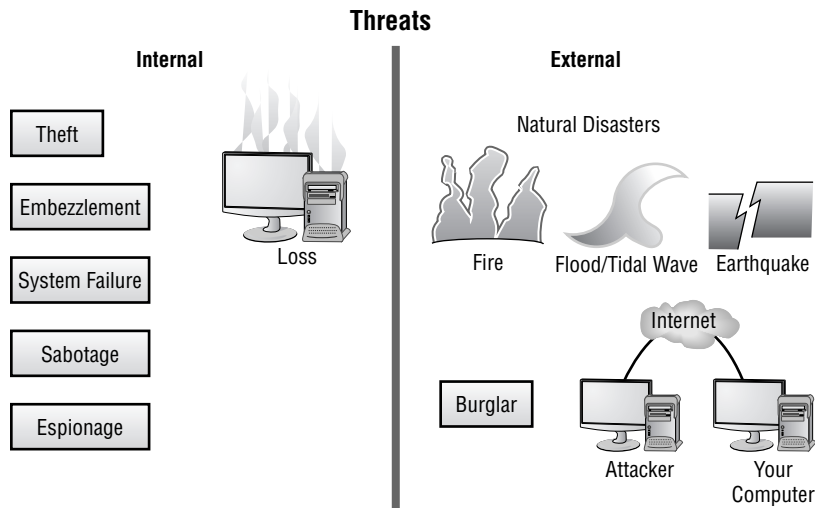 Threats
Internal
Theft
Embezzlement
System Failure
Sabotage
Espionage
Loss
External
Natural Disasters
Fire
Flood/Tidal Wave
Earthquake
Internet
Burglar
Attacker
Your
Computer